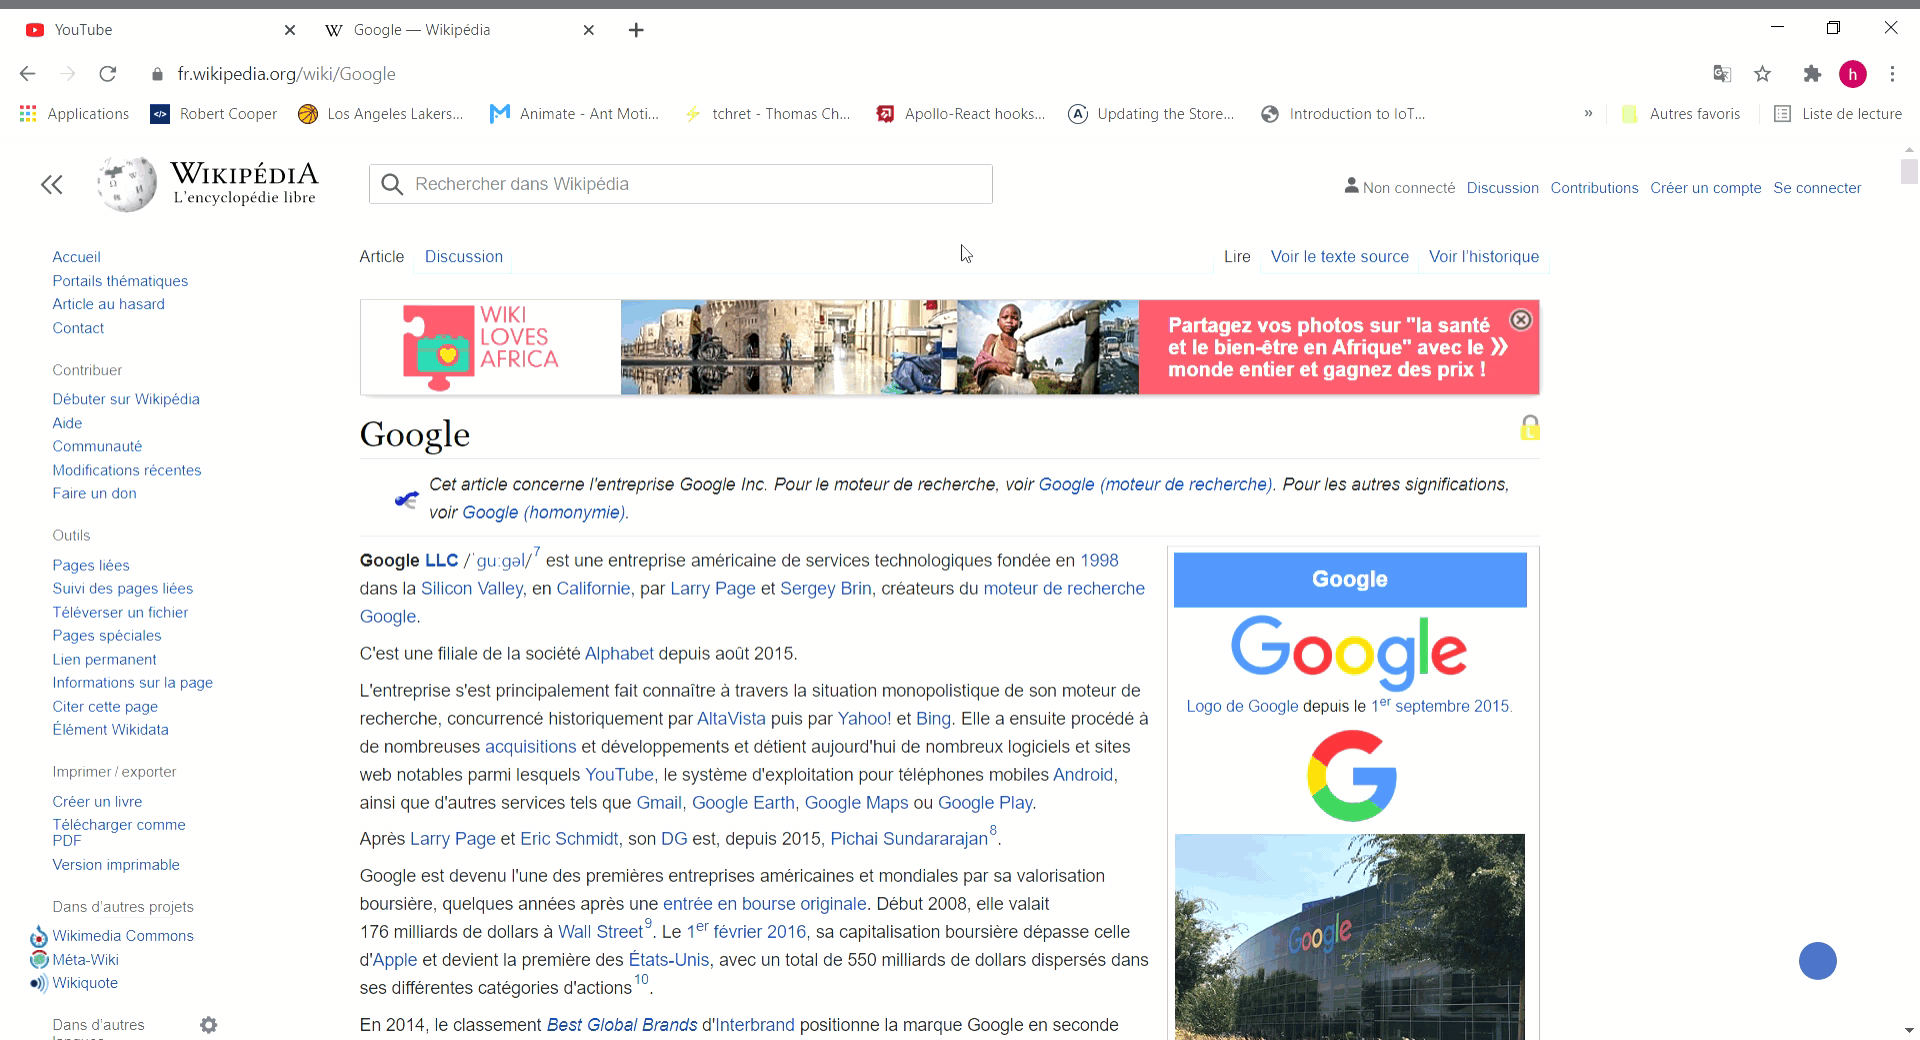 YouTube
Google — Wikipédia
fr.wikipedia.org/wiki/Google
h
Applications
Robert Cooper
Los Angeles Lakers...
Animate - Ant Moti...
tchret - Thomas Ch...
Apollo-React hooks...
Updating the Store...
Introduction to IoT...
»
Autres favoris
Liste de lecture
WIKIPÉDIA
L'encyclopédie libre
Rechercher dans Wikipédia
Non connecté
Discussion
Contributions
Créer un compte
Se connecter
Accueil
Portails thématiques
Article au hasard
Contact
Contribuer
Débuter sur Wikipédia
Aide
Communauté
Modifications récentes
Faire un don
Outils
Pages liées
Suivi des pages liées
Téléverser un fichier
Pages spéciales
Lien permanent
Informations sur la page
Citer cette page
Élément Wikidata
Imprimer / exporter
Créer un livre
Télécharger comme
PDF
Version imprimable
Dans d'autres projets
Wikimedia Commons
Méta-Wiki
Wikiquote
Dans d'autres
Article
Discussion
Lire
Voir le texte source
Voir l'historique
WIKI
LOVES
AFRICA
Partagez vos photos sur "la santé
et le bien-être en Afrique" avec le
monde entier et gagnez des prix !
Google
Cet article concerne l'entreprise Google Inc. Pour le moteur de recherche, voir Google (moteur de recherche). Pour les autres significations,
voir Google (homonymie).
Google LLC /ˈguːgəl/7 est une entreprise américaine de services technologiques fondée en 1998
dans la Silicon Valley, en Californie, par Larry Page et Sergey Brin, créateurs du moteur de recherche
Google.
C'est une filiale de la société Alphabet depuis août 2015.
L'entreprise s'est principalement fait connaître à travers la situation monopolistique de son moteur de
recherche, concurrencé historiquement par AltaVista puis par Yahoo! et Bing. Elle a ensuite procédé à
de nombreuses acquisitions et développements et détient aujourd'hui de nombreux logiciels et sites
web notables parmi lesquels YouTube, le système d'exploitation pour téléphones mobiles Android,
ainsi que d'autres services tels que Gmail, Google Earth, Google Maps ou Google Play.
Après Larry Page et Eric Schmidt, son DG est, depuis 2015, Pichai Sundararajan8.
Google est devenu l'une des premières entreprises américaines et mondiales par sa valorisation
boursière, quelques années après une entrée en bourse originale. Début 2008, elle valait
176 milliards de dollars à Wall Street9. Le 1er février 2016, sa capitalisation boursière dépasse celle
d'Apple et devient la première des États-Unis, avec un total de 550 milliards de dollars dispersés dans
ses différentes catégories d'actions10.
En 2014, le classement Best Global Brands d'Interbrand positionne la marque Google en seconde
Google
Google
Logo de Google depuis le 1er septembre 2015.
G
Google